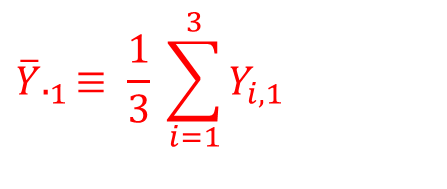 Ȳ·1 ≡ 1/3 ∑_{i=1}^{3} Y_{i,1}